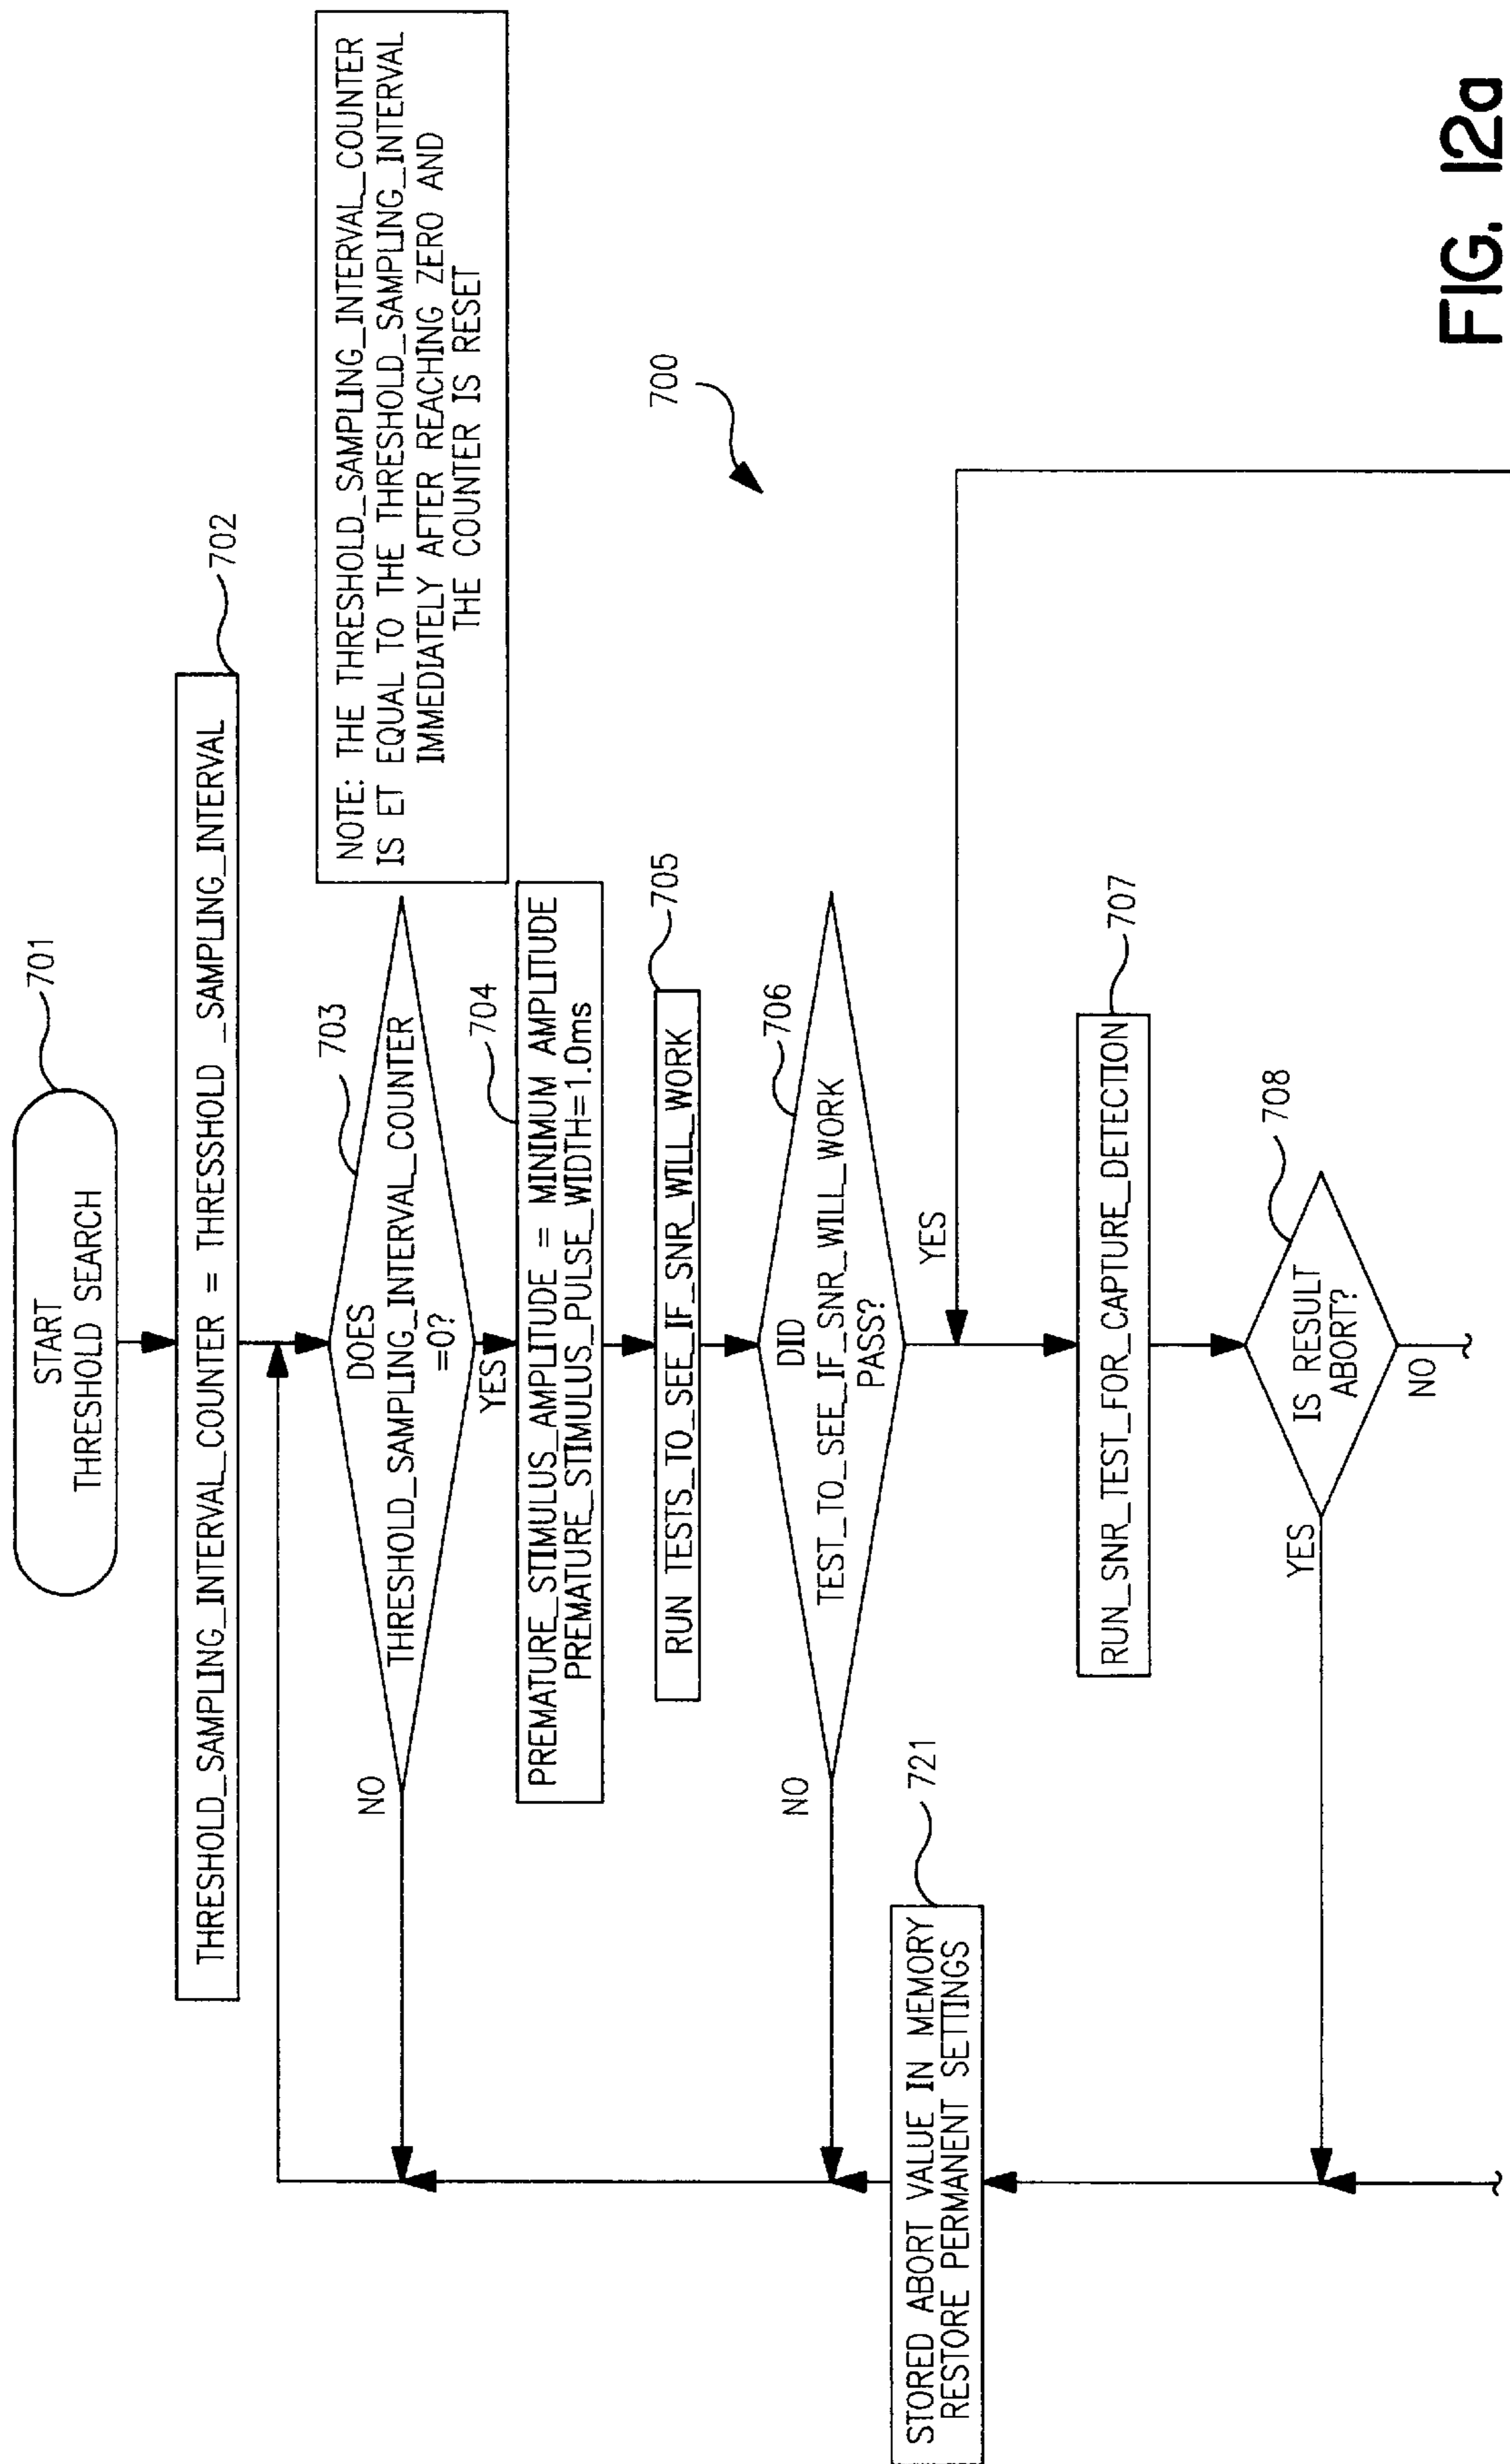 START
THRESHOLD SEARCH
701
THRESHOLD_SAMPLING_INTERVAL_COUNTER = THRESSHOLD _SAMPLING_INTERVAL
702
DOES
THRESHOLD_SAMPLING_INTERVAL_COUNTER
=0?
703
NO
YES
NOTE: THE THRESHOLD_SAMPLING_INTERVAL_COUNTER
IS ET EQUAL TO THE THRESHOLD_SAMPLING_INTERVAL
IMMEDIATELY AFTER REACHING ZERO AND
THE COUNTER IS RESET
704
PREMATURE_STIMULUS_AMPLITUDE = MINIMUM AMPLITUDE
PREMATURE_STIMULUS_PULSE_WIDTH=1.0ms
705
RUN TESTS_TO_SEE_IF_SNR_WILL_WORK
706
DID
TEST_TO_SEE_IF_SNR_WILL_WORK
PASS?
NO
YES
700
721
STORED ABORT VALUE IN MEMORY
RESTORE PERMANENT SETTINGS
707
RUN_SNR_TEST_FOR_CAPTURE_DETECTION
708
IS RESULT
ABORT?
YES
NO
FIG. 12a